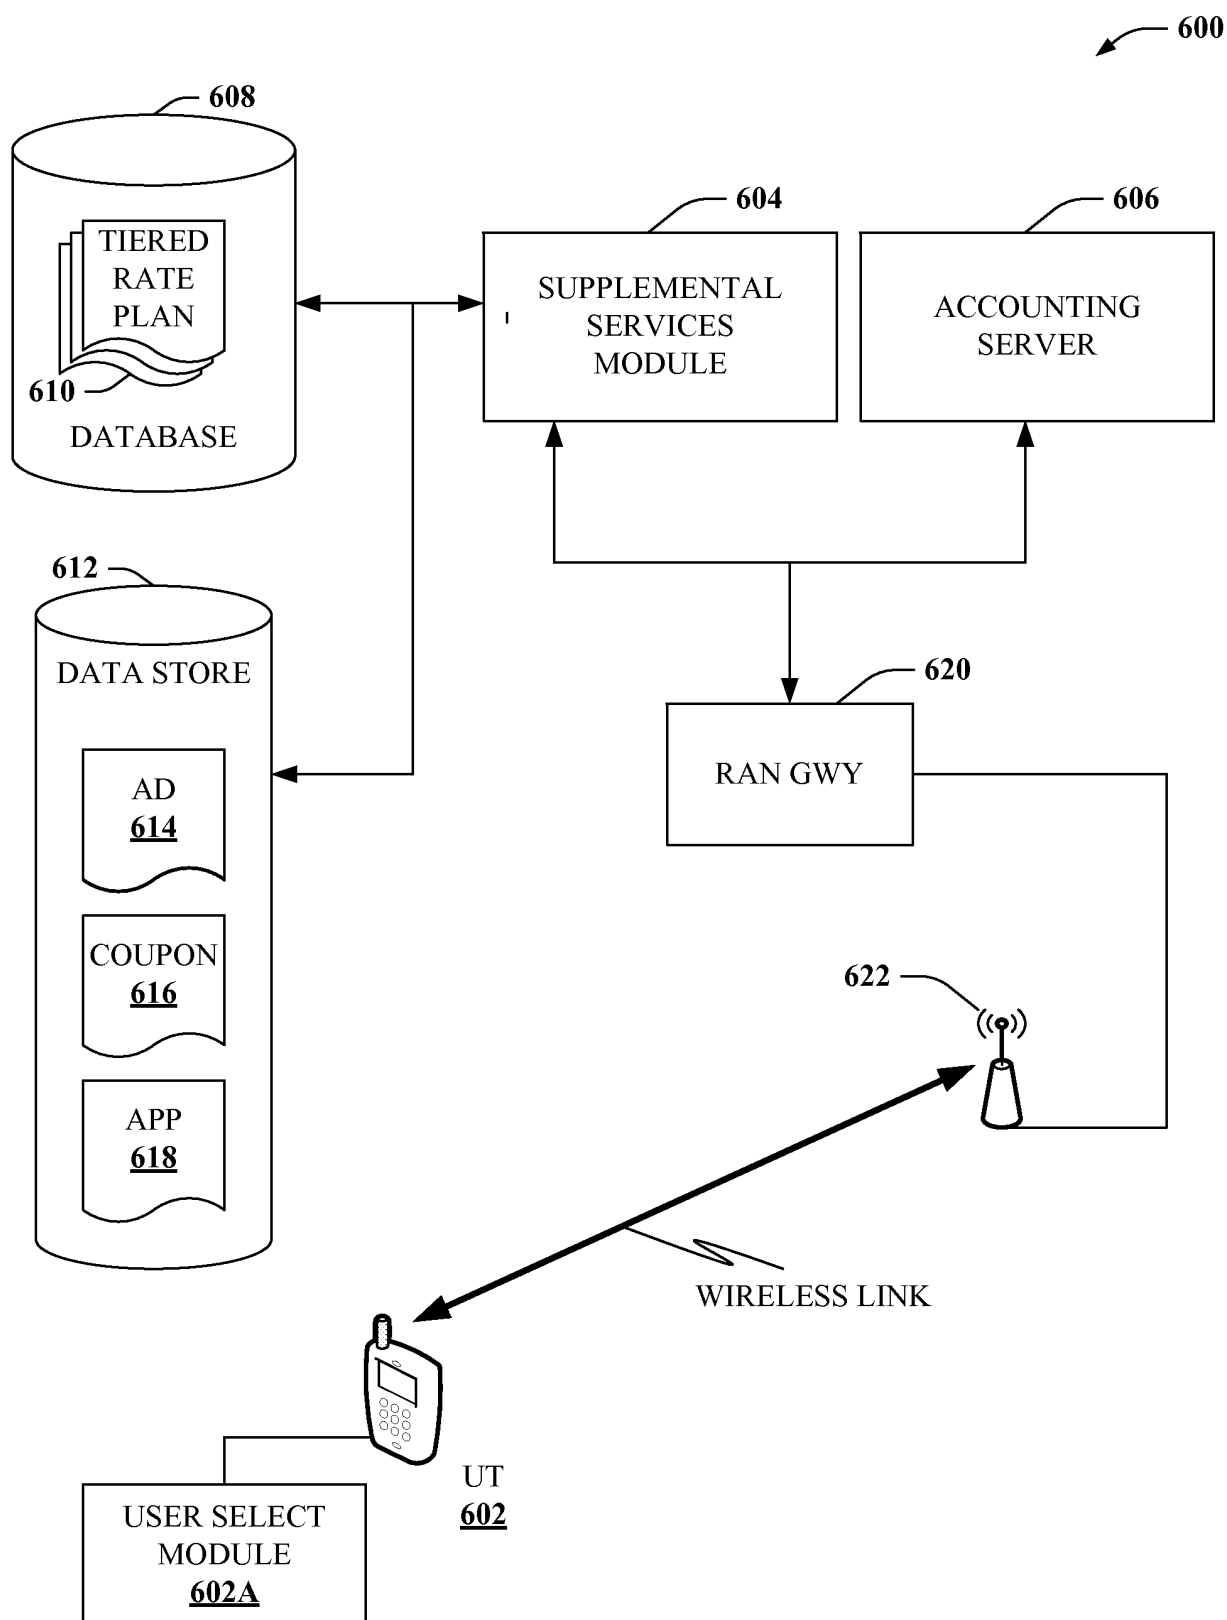 600
608
TIERED
RATE
PLAN
610
DATABASE
604
SUPPLEMENTAL
SERVICES
MODULE
606
ACCOUNTING
SERVER
612
DATA STORE
AD
614
COUPON
616
APP
618
620
RAN GWY
622
WIRELESS LINK
UT
602
USER SELECT
MODULE
602A